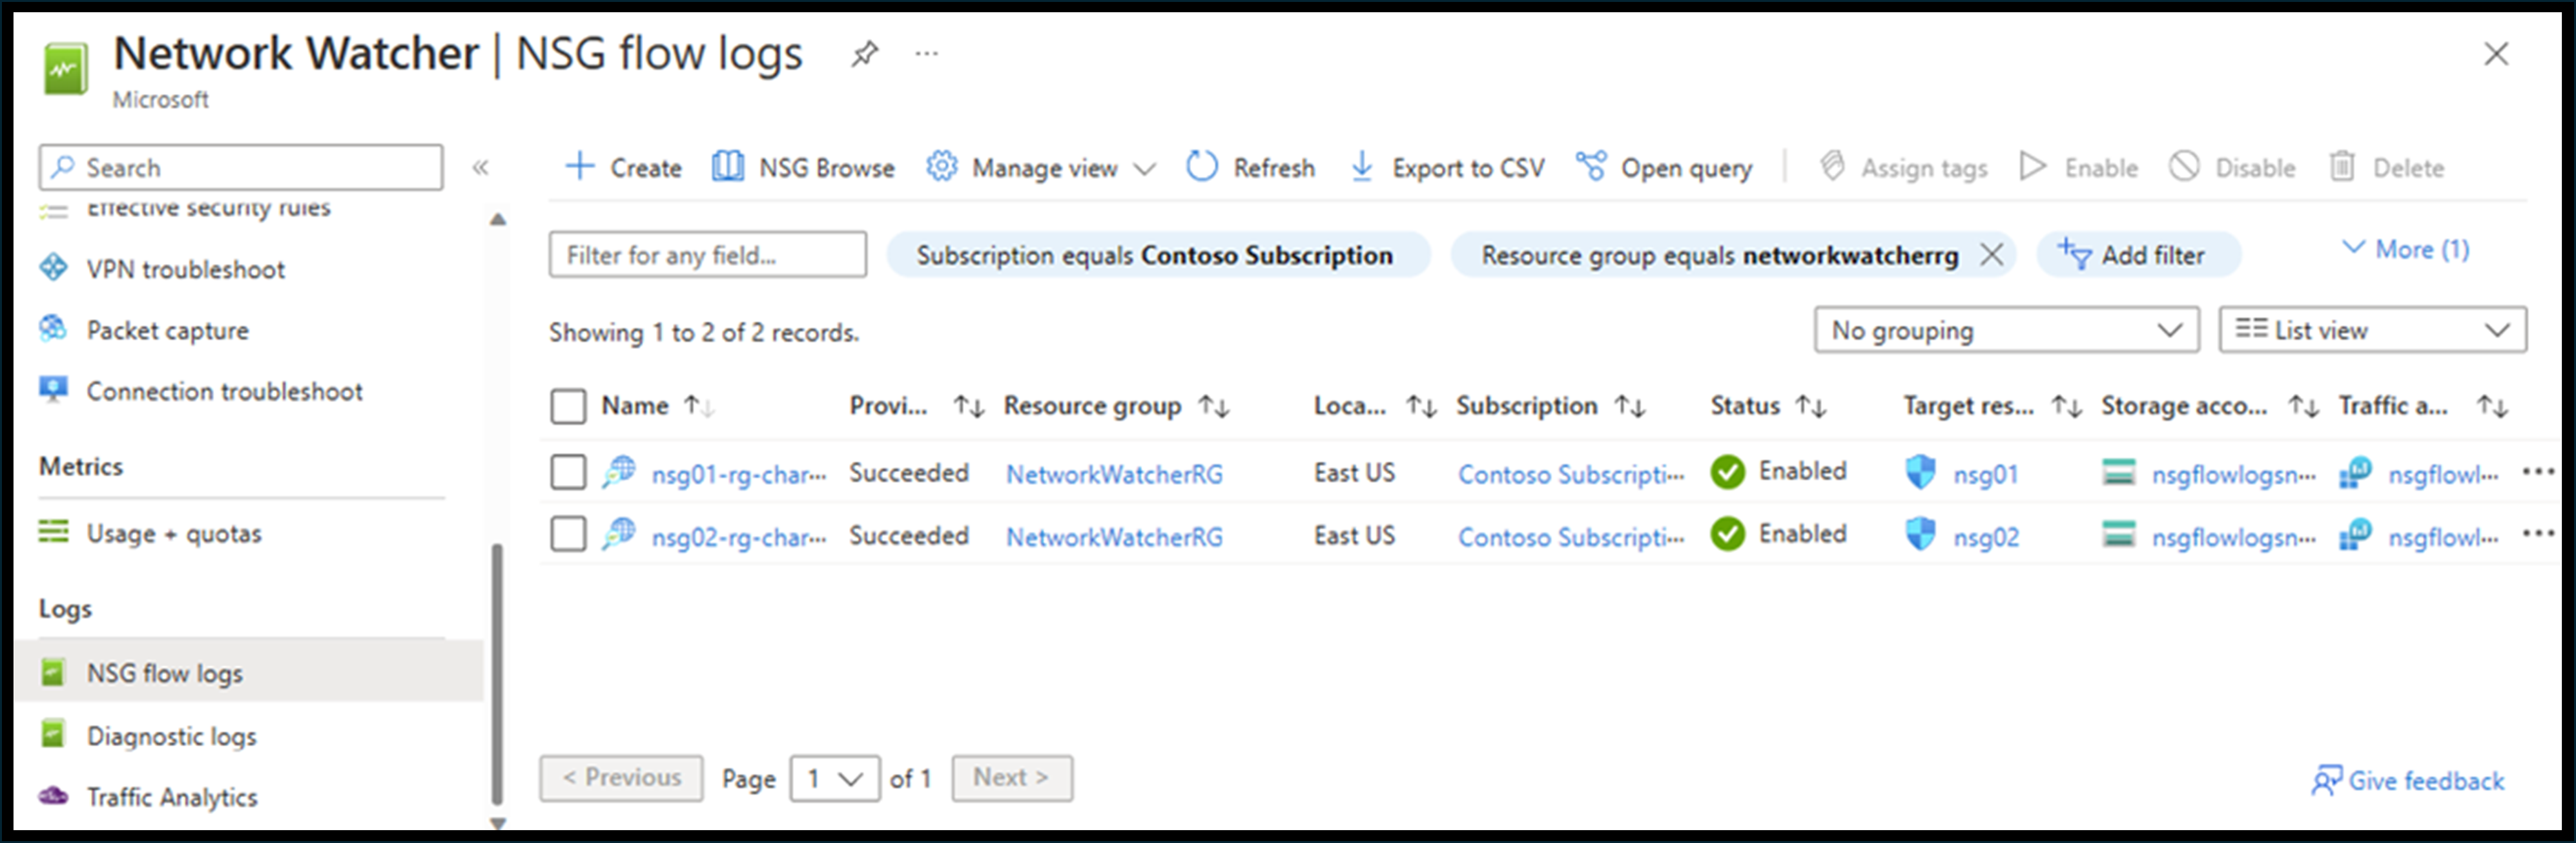 Network Watcher | NSG flow logs ...
Microsoft
Search
«
Effective security rules
VPN troubleshoot
Packet capture
Connection troubleshoot
Metrics
Usage + quotas
Logs
NSG flow logs
Diagnostic logs
Traffic Analytics
Create NSG Browse Manage view Refresh Export to CSV Open query Assign tags Enable Disable Delete
Filter for any field... Subscription equals Contoso Subscription Resource group equals networkwatcherrg Add filter More (1)
Showing 1 to 2 of 2 records. No grouping List view
Name Provi... Resource group Loca... Subscription Status Target res... Storage acco... Traffic a...
nsg01-rg-char... Succeeded NetworkWatcherRG East US Contoso Subscripti... Enabled nsg01 nsgflowlogsn... nsgflowl... ...
nsg02-rg-char... Succeeded NetworkWatcherRG East US Contoso Subscripti... Enabled nsg02 nsgflowlogsn... nsgflowl... ...
< Previous Page 1 of 1 Next > Give feedback